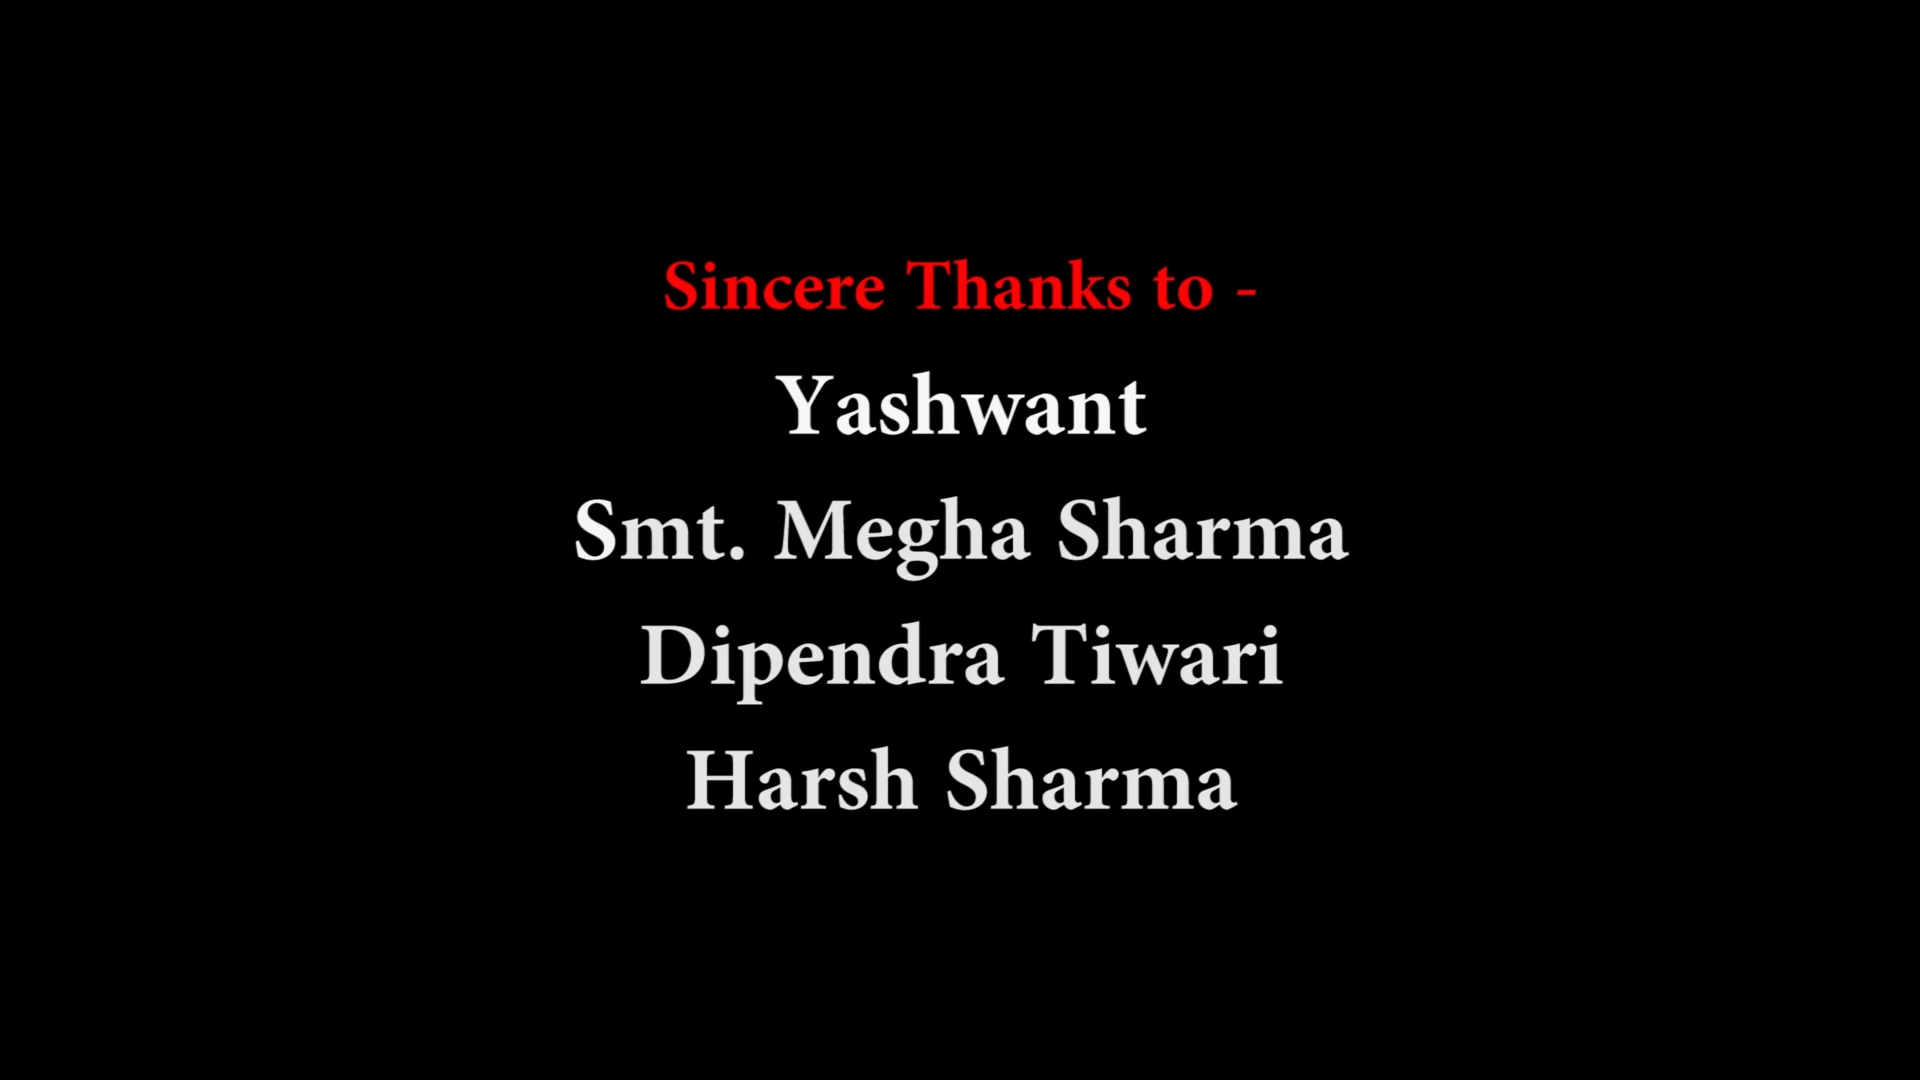 Sincere Thanks to -
Yashwant
Smt. Megha Sharma
Dipendra Tiwari
Harsh Sharma